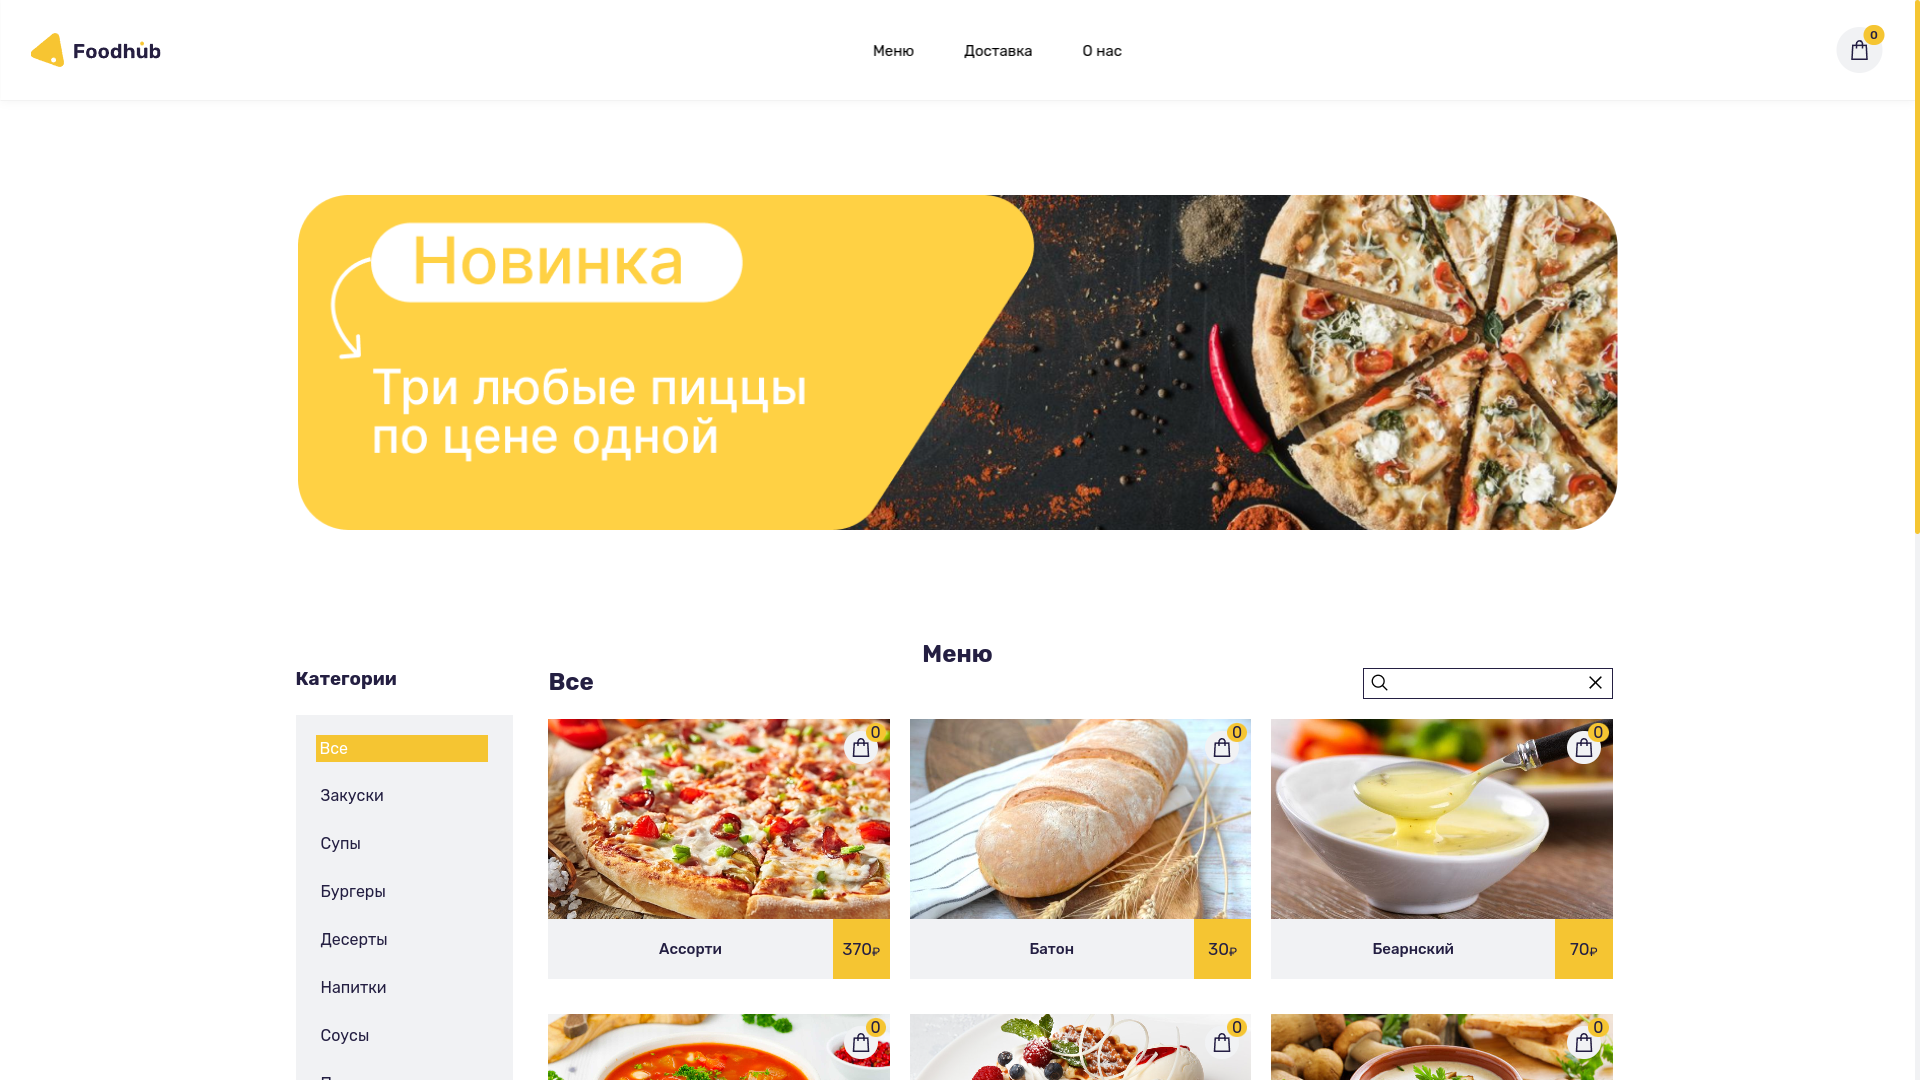 Foodhub
Меню
Доставка
О нас
0
Новинка
Три любые пиццы
по цене одной
Меню
Категории
Все
Все
Закуски
Супы
Бургеры
Десерты
Напитки
Соусы
0
0
0
Ассорти
370₽
Батон
30₽
Беарнский
70₽
0
0
0